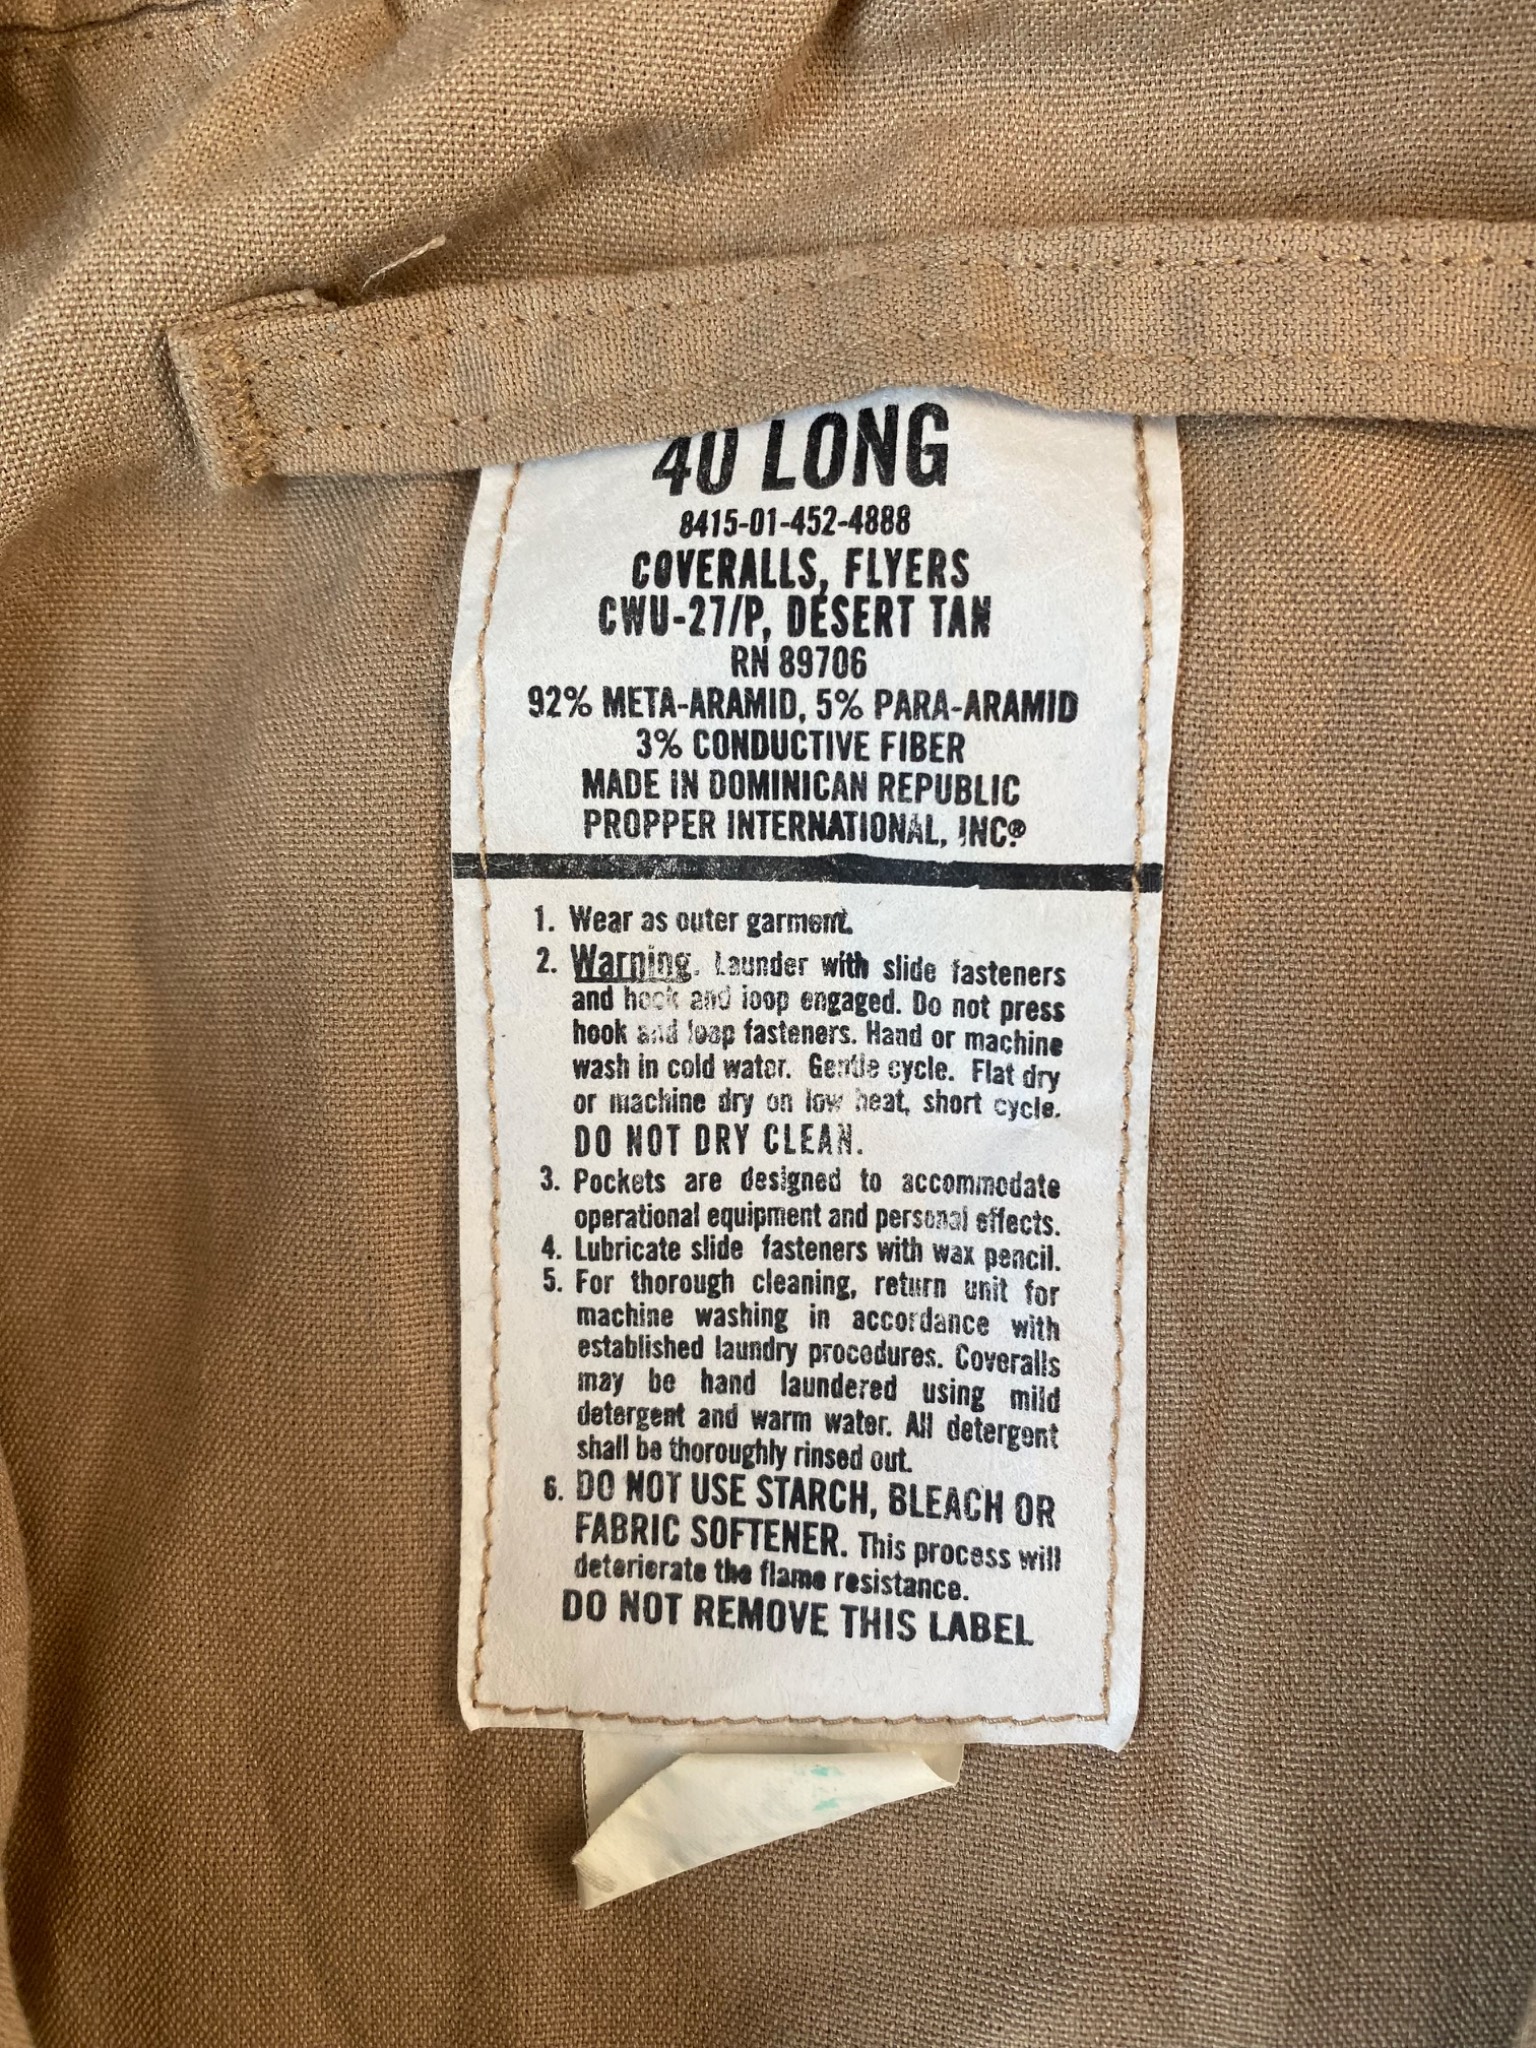 40 LONG
8415-01-452-4888
COVERALLS, FLYERS
CWU-27/P, DESERT TAN
RN 89706
92% META-ARAMID, 5% PARA-ARAMID
3% CONDUCTIVE FIBER
MADE IN DOMINICAN REPUBLIC
PROPPER INTERNATIONAL, INC.®
1. Wear as outer garment.
2. Warning. Launder with slide fasteners
and hook and loop engaged. Do not press
hook and loop fasteners. Hand or machine
wash in cold water. Gentle cycle. Flat dry
or machine dry on low heat, short cycle.
DO NOT DRY CLEAN.
3. Pockets are designed to accommodate
operational equipment and personal effects.
4. Lubricate slide fasteners with wax pencil.
5. For thorough cleaning, return unit for
machine washing in accordance with
established laundry procedures. Coveralls
may be hand laundered using mild
detergent and warm water. All detergent
shall be thoroughly rinsed out.
6. DO NOT USE STARCH, BLEACH OR
FABRIC SOFTENER. This process will
deteriorate the flame resistance.
DO NOT REMOVE THIS LABEL